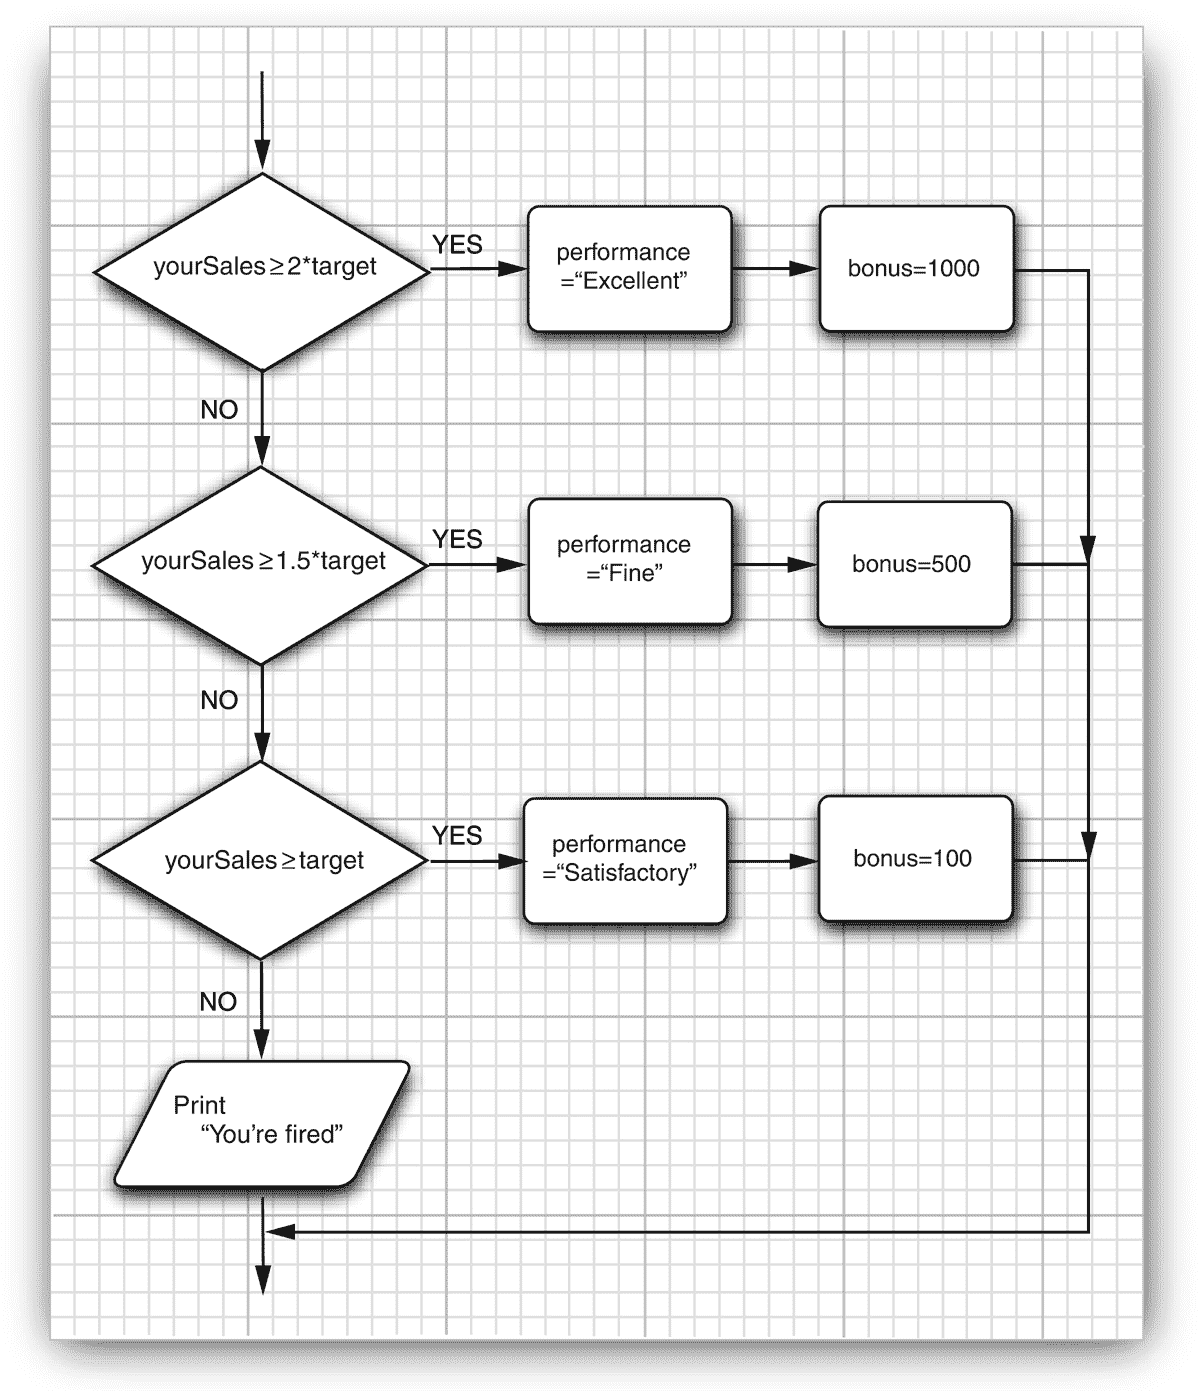 yourSales≥2*target
YES
performance
=“Excellent”
bonus=1000
NO
yourSales≥1.5*target
YES
performance
=“Fine”
bonus=500
NO
yourSales≥target
YES
performance
=“Satisfactory”
bonus=100
NO
Print
“You’re fired”